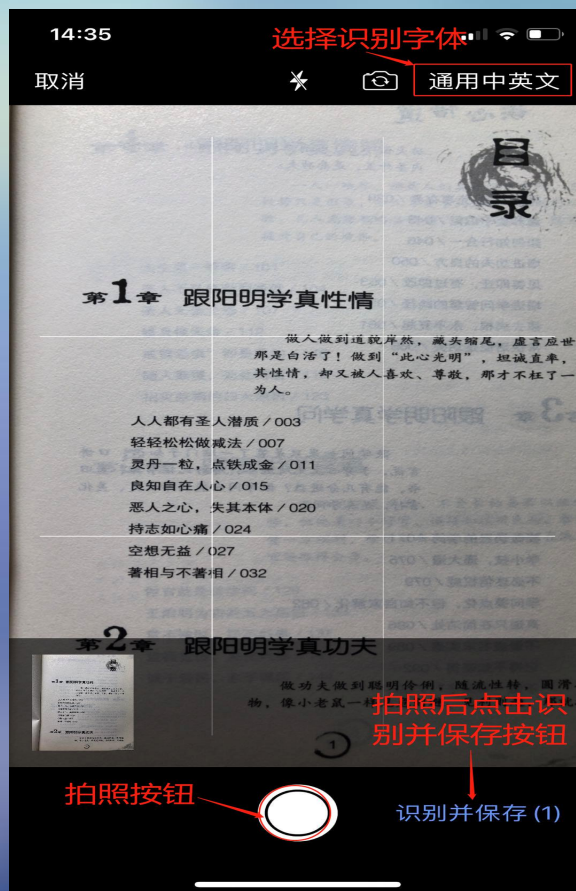 14:35
选择识别字体
取消
通用中英文
目录
第1章 跟阳明学真性情
做人做到道貌岸然，藏头缩尾，虚言应世
那是白活了！做到“此心光明”，坦诚直率，
其性情，却又被人喜欢、尊敬，那才不枉了一
为人。
人人都有圣人潜质／003
轻轻松松做减法／007
灵丹一粒，点铁成金／011
良知自在人心／015
恶人之心，失其本体／020
持志如心痛／024
空想无益／027
著相与不著相／032
第2章 跟阳明学真功夫
做功夫做到聪明伶俐，随流性转，圆滑
物，像小老鼠一样
拍照后点击识
别并保存按钮
1
拍照按钮
识别并保存 (1)